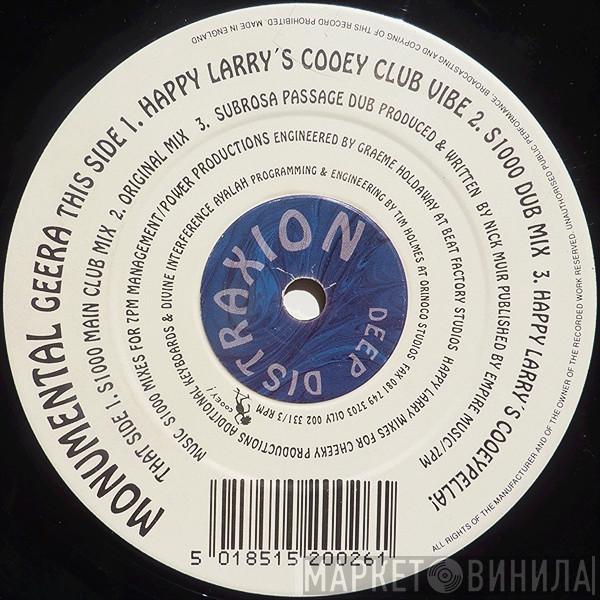 MONUMENTAL GEERA THIS SIDE 1. HAPPY LARRY'S COOEY CLUB VIBE 2. S1000 DUB MIX 3. HAPPY LARRY'S COOEYPELLA!
THAT SIDE 1. S1000 MAIN CLUB MIX 2. ORIGINAL MIX 3. SUBROSA PASSAGE DUB PRODUCED & WRITTEN BY NICK MUIR PUBLISHED BY EMPIRE MUSIC/7PM
MUSIC S1000 MIXES FOR 7PM MANAGEMENT/POWER PRODUCTIONS ENGINEERED BY GRAEME HOLDAWAY AT BEAT FACTORY STUDIOS HAPPY LARRY MIXES FOR CHEEKY PRODUCTIONS ADDITIONAL KEYBOARDS & DIVINE INTERFERENCE AYALAH PROGRAMMING & ENGINEERING BY TIM HOLMES AT ORINOCO STUDIOS FAX 081 749 3703 OILY 002 33 1/3 RPM
cooey!
DEEP DISTRAXION
ALL RIGHTS OF THE MANUFACTURER AND OF THE OWNER OF THE RECORDED WORK RESERVED. UNAUTHORISED PUBLIC PERFORMANCE, BROADCASTING AND COPYING OF THIS RECORD PROHIBITED. MADE IN ENGLAND
5 018515 200261
МАРКЕТ ВИНИЛА